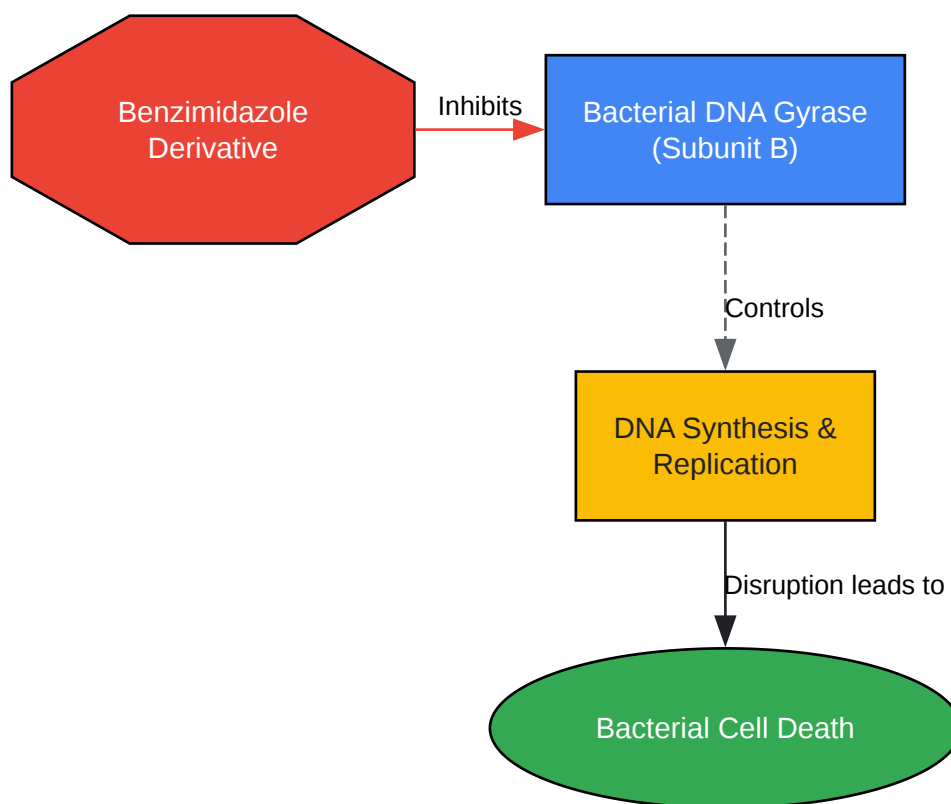 Benzimidazole
Derivative
Inhibits
Bacterial DNA Gyrase
(Subunit B)
Controls
DNA Synthesis &
Replication
Disruption leads to
Bacterial Cell Death